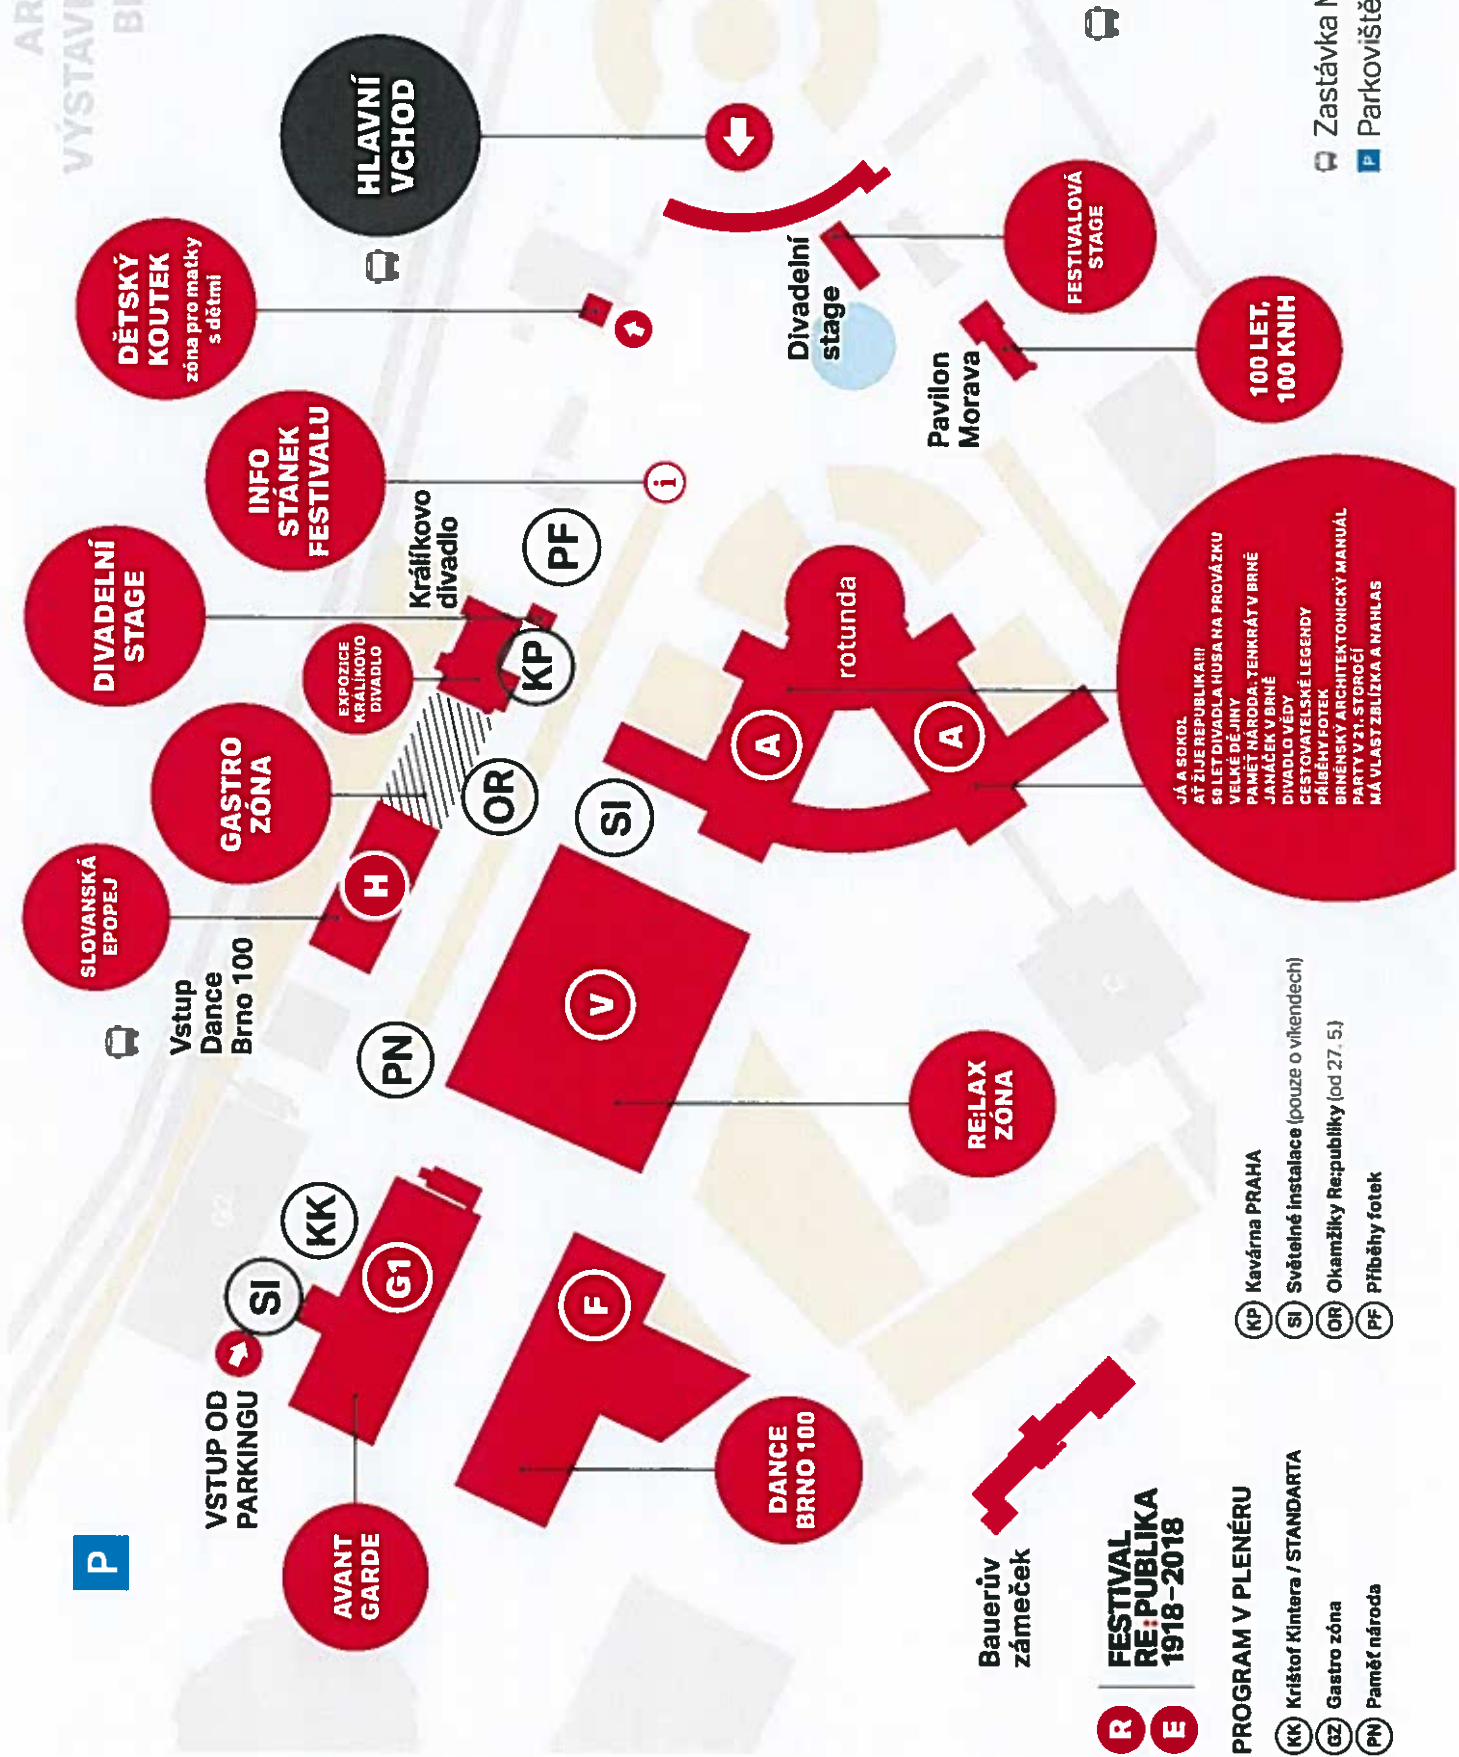 AR
VÝSTAVI
BI
P
VSTUP OD
PARKINGU
AVANT
GARDE
SI
KK
G1
F
DANCE
BRNO 100
Bauerův
zámeček
SLOVANSKÁ
EPOPEJ
Vstup
Dance
Brno 100
PN
H
V
RE:LAX
ZÓNA
GASTRO
ZÓNA
OR
SI
EXPOZICE
KRÁLÍKOVO
DIVADLO
DIVADELNÍ
STAGE
Králíkovo
divadlo
KP
PF
INFO
STÁNEK
FESTIVALU
i
A
A
rotunda
DĚTSKÝ
KOUTEK
zóna pro matky
s dětmi
HLAVNÍ
VCHOD
Divadelní
stage
FESTIVALOVÁ
STAGE
Pavilon
Morava
100 LET,
100 KNIH
JÁ A SOKOL
AŤ ŽIJE REPUBLIKA!!!
50 LET DIVADLA HUSA NA PROVÁZKU
VELKÉ DĚJINY
PAMĚŤ NÁRODA: TENKRÁT V BRNĚ
JANÁČEK V BRNĚ
DIVADLO VĚDY
CESTOVATELSKÉ LEGENDY
PŘÍBĚHY FOTEK
BRNĚNSKÝ ARCHITEKTONICKÝ MANUÁL
PARTY V 21. STOROČÍ
MÁ VLAST ZBLÍZKA A NAHLAS
R E
FESTIVAL
RE:PUBLIKA
1918–2018
PROGRAM V PLENÉRU
KK Krištof Kintera / STANDARTA
GZ Gastro zóna
PN Paměť národa
KP Kavárna PRAHA
SI Světelné instalace (pouze o víkendech)
OR Okamžiky Re:publiky (od 27. 5.)
PF Příběhy fotek
Zastávka M
P Parkoviště